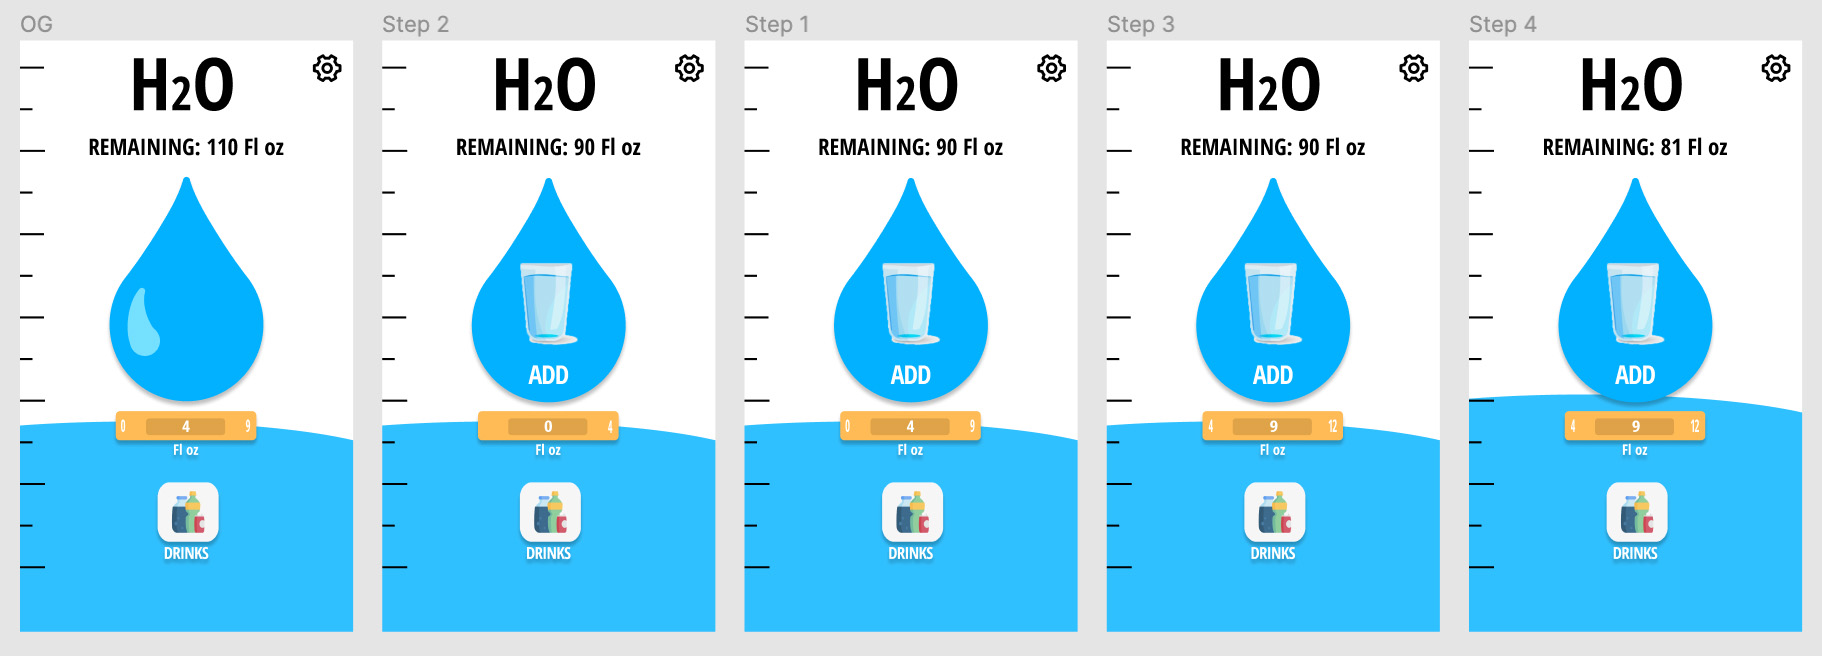 OG
H2O
REMAINING: 110 Fl oz
0 4 9
Fl oz
DRINKS
Step 2
H2O
REMAINING: 90 Fl oz
ADD
0 4
Fl oz
DRINKS
Step 1
H2O
REMAINING: 90 Fl oz
ADD
0 4 9
Fl oz
DRINKS
Step 3
H2O
REMAINING: 90 Fl oz
ADD
4 9 12
Fl oz
DRINKS
Step 4
H2O
REMAINING: 81 Fl oz
ADD
4 9 12
Fl oz
DRINKS